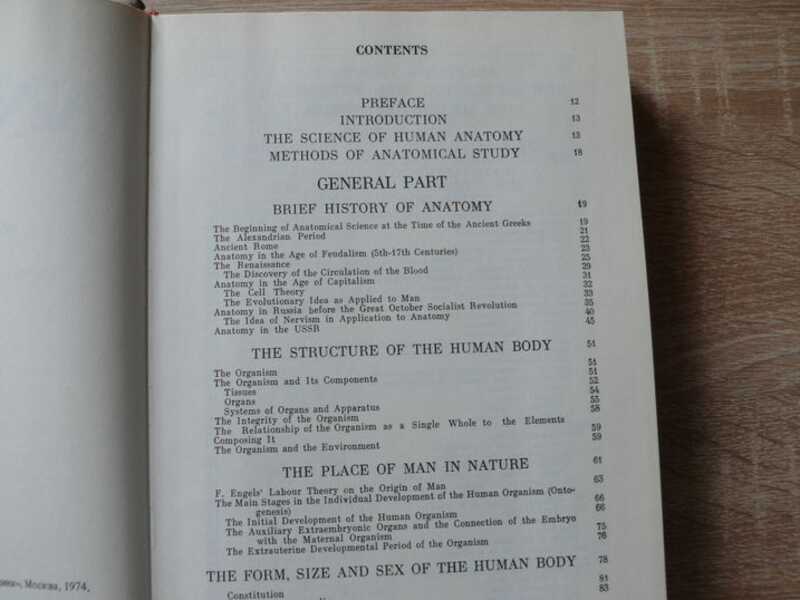 CONTENTS
PREFACE 12
INTRODUCTION 13
THE SCIENCE OF HUMAN ANATOMY 13
METHODS OF ANATOMICAL STUDY 18
GENERAL PART
BRIEF HISTORY OF ANATOMY 19
The Beginning of Anatomical Science at the Time of the Ancient Greeks 19
The Alexandrian Period 21
Ancient Rome 22
Anatomy in the Age of Feudalism (5th-17th Centuries) 23
The Renaissance 25
The Discovery of the Circulation of the Blood 29
Anatomy in the Age of Capitalism 31
The Cell Theory 32
The Evolutionary Idea as Applied to Man 33
Anatomy in Russia before the Great October Socialist Revolution 35
The Idea of Nervism in Application to Anatomy 40
Anatomy in the USSR 45
THE STRUCTURE OF THE HUMAN BODY 51
The Organism 51
The Organism and Its Components 51
Tissues 52
Organs 54
Systems of Organs and Apparatus 55
The Integrity of the Organism 58
The Relationship of the Organism as a Single Whole to the Elements
Composing It 59
The Organism and the Environment 59
THE PLACE OF MAN IN NATURE 61
F. Engels' Labour Theory on the Origin of Man 63
The Main Stages in the Individual Development of the Human Organism (Onto-
genesis) 66
The Initial Development of the Human Organism 66
The Auxiliary Extraembryonic Organs and the Connection of the Embryo
with the Maternal Organism 75
The Extrauterine Developmental Period of the Organism 76
THE FORM, SIZE AND SEX OF THE HUMAN BODY 78
81
Constitution 83
Москва, 1974,